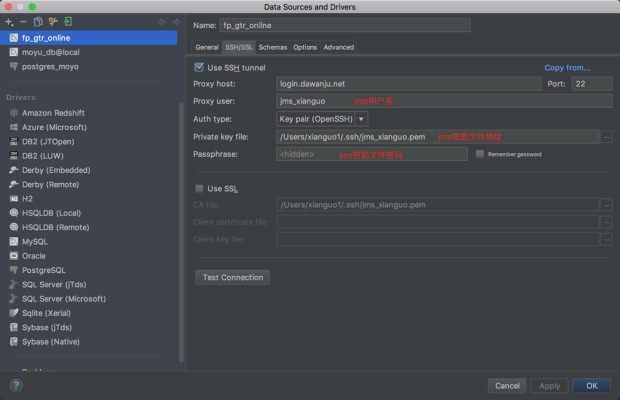 Data Sources and Drivers
fp_gtr_online
moyu_db@local
postgres_moyo
Drivers
Amazon Redshift
Azure (Microsoft)
DB2 (JTOpen)
DB2 (LUW)
Derby (Embedded)
Derby (Remote)
H2
HSQLDB (Local)
HSQLDB (Remote)
MySQL
Oracle
PostgreSQL
SQL Server (jTds)
SQL Server (Microsoft)
Sqlite (Xerial)
Sybase (jTds)
Sybase (Native)
Name: fp_gtr_online
General SSH/SSL Schemas Options Advanced
Use SSH tunnel Copy from...
Proxy host: login.dawanju.net Port: 22
Proxy user: jms_xianguo jms用户名
Auth type: Key pair (OpenSSH)
Private key file: /Users/xianguo1/.ssh/jms_xianguo.pem jms密匙文件地址 ...
Passphrase: <hidden> jms密匙文件密码 Remember password
Use SSL
CA file: /Users/xianguo1/.ssh/jms_xianguo.pem ...
Client certificate file: ...
Client key file: ...
Test Connection
? Cancel Apply OK